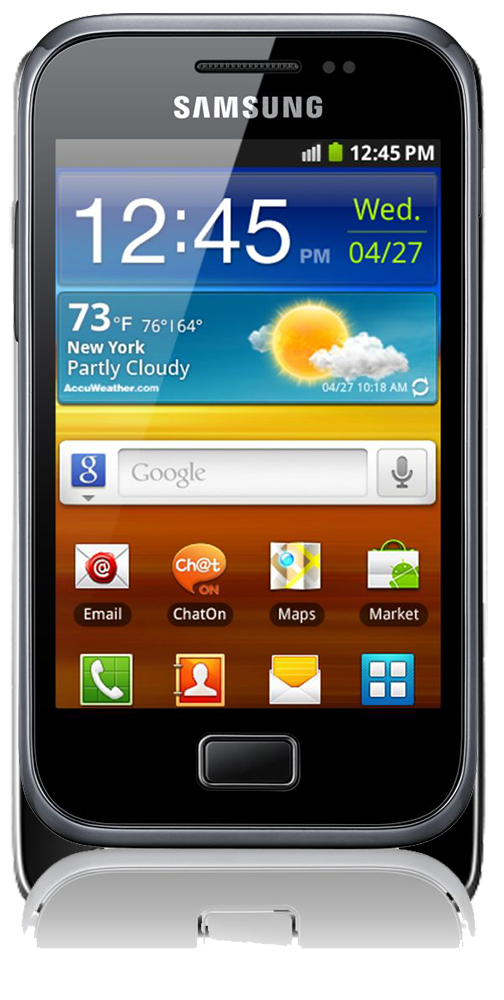 SAMSUNG
12:45 PM
12:45 PM
Wed.
04/27
73°F 76°|64°
New York
Partly Cloudy
AccuWeather.com
04/27 10:18 AM
g
Google
@
Ch@t
ON
Email
ChatOn
Maps
Market